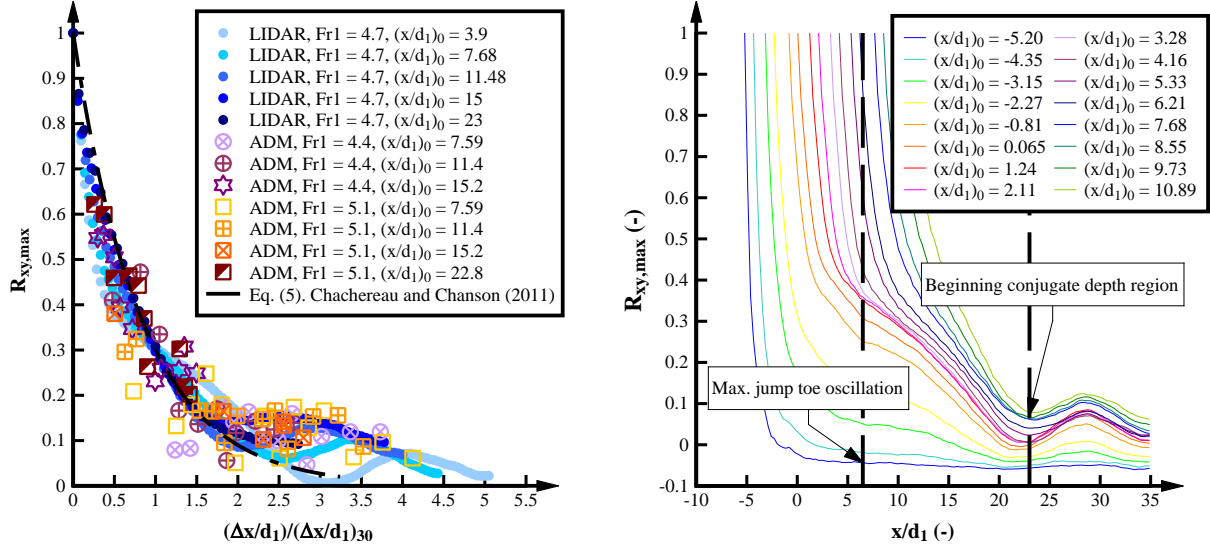 1
0.9
0.8
0.7
0.6
0.5
0.4
0.3
0.2
0.1
0
R_xy,max
0 0.5 1 1.5 2 2.5 3 3.5 4 4.5 5 5.5
(Δx/d₁)/(Δx/d₁)₃₀
LIDAR, Fr1 = 4.7, (x/d₁)₀ = 3.9
LIDAR, Fr1 = 4.7, (x/d₁)₀ = 7.68
LIDAR, Fr1 = 4.7, (x/d₁)₀ = 11.48
LIDAR, Fr1 = 4.7, (x/d₁)₀ = 15
LIDAR, Fr1 = 4.7, (x/d₁)₀ = 23
ADM, Fr1 = 4.4, (x/d₁)₀ = 7.59
ADM, Fr1 = 4.4, (x/d₁)₀ = 11.4
ADM, Fr1 = 4.4, (x/d₁)₀ = 15.2
ADM, Fr1 = 5.1, (x/d₁)₀ = 7.59
ADM, Fr1 = 5.1, (x/d₁)₀ = 11.4
ADM, Fr1 = 5.1, (x/d₁)₀ = 15.2
ADM, Fr1 = 5.1, (x/d₁)₀ = 22.8
Eq. (5). Chachereau and Chanson (2011)
1
0.9
0.8
0.7
0.6
0.5
0.4
0.3
0.2
0.1
0
-0.1
R_xy,max (-)
-10 -5 0 5 10 15 20 25 30 35
x/d₁ (-)
(x/d₁)₀ = -5.20 (x/d₁)₀ = 3.28
(x/d₁)₀ = -4.35 (x/d₁)₀ = 4.16
(x/d₁)₀ = -3.15 (x/d₁)₀ = 5.33
(x/d₁)₀ = -2.27 (x/d₁)₀ = 6.21
(x/d₁)₀ = -0.81 (x/d₁)₀ = 7.68
(x/d₁)₀ = 0.065 (x/d₁)₀ = 8.55
(x/d₁)₀ = 1.24 (x/d₁)₀ = 9.73
(x/d₁)₀ = 2.11 (x/d₁)₀ = 10.89
Beginning conjugate depth region
Max. jump toe oscillation